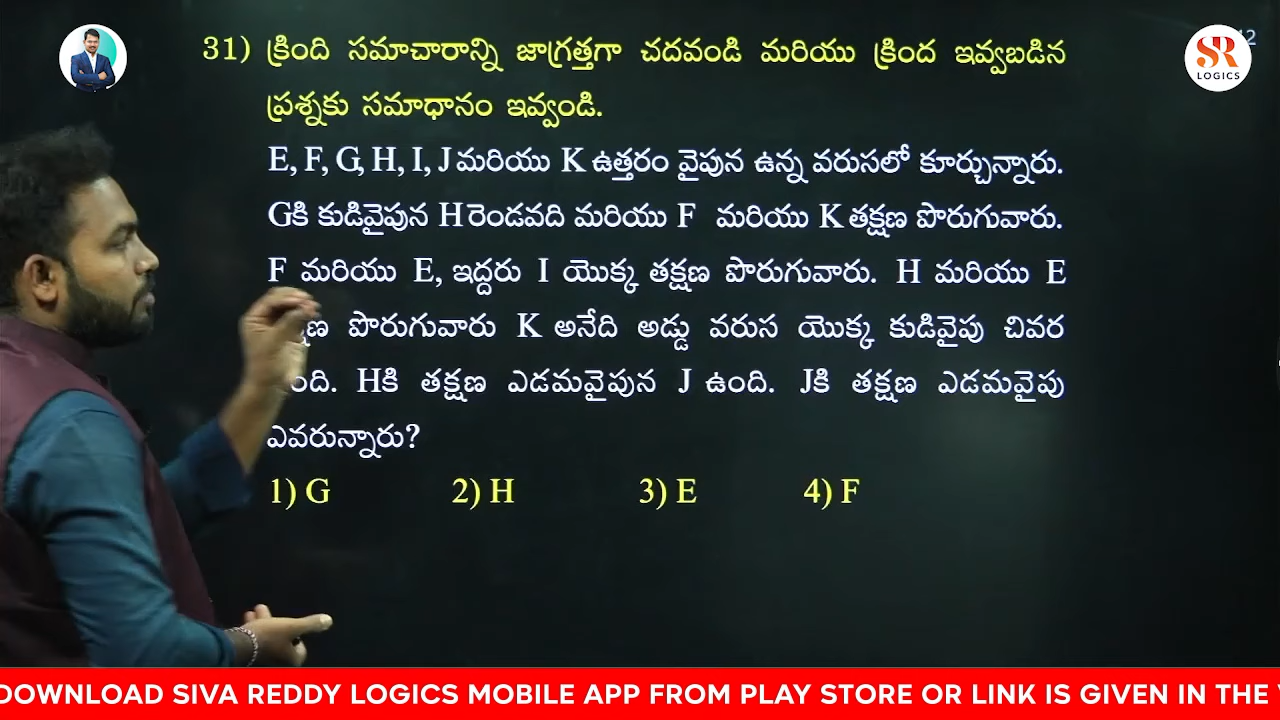 SR
LOGICS
31) క్రింది సమాచారాన్ని జాగ్రత్తగా చదవండి మరియు క్రింద ఇవ్వబడిన
ప్రశ్నకు సమాధానం ఇవ్వండి.
E, F, G, H, I, J మరియు K ఉత్తరం వైపున ఉన్న వరుసలో కూర్చున్నారు.
Gకి కుడివైపున H రెండవది మరియు F మరియు K తక్షణ పొరుగువారు.
F మరియు E, ఇద్దరు I యొక్క తక్షణ పొరుగువారు. H మరియు E
పొరుగువారు K అనేది అడ్డు వరుస యొక్క కుడివైపు చివర
Hకి తక్షణ ఎడమవైపున J ఉంది. Jకి తక్షణ ఎడమవైపు
ఎవరున్నారు?
1) G 2) H 3) E 4) F
DOWNLOAD SIVA REDDY LOGICS MOBILE APP FROM PLAY STORE OR LINK IS GIVEN IN THE